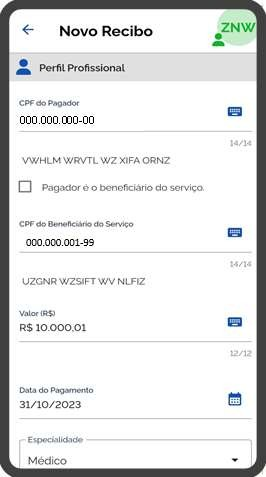 Novo Recibo
ZNW
Perfil Profissional
CPF do Pagador
000.000.000-00
14/14
VWHLM WRVTL WZ XIFA ORNZ
Pagador é o beneficiário do serviço.
CPF do Beneficiário do Serviço
000.000.001-99
14/14
UZGNR WZSIFT WV NLFIZ
Valor (R$)
R$ 10.000,01
12/12
Data do Pagamento
31/10/2023
Especialidade
Médico